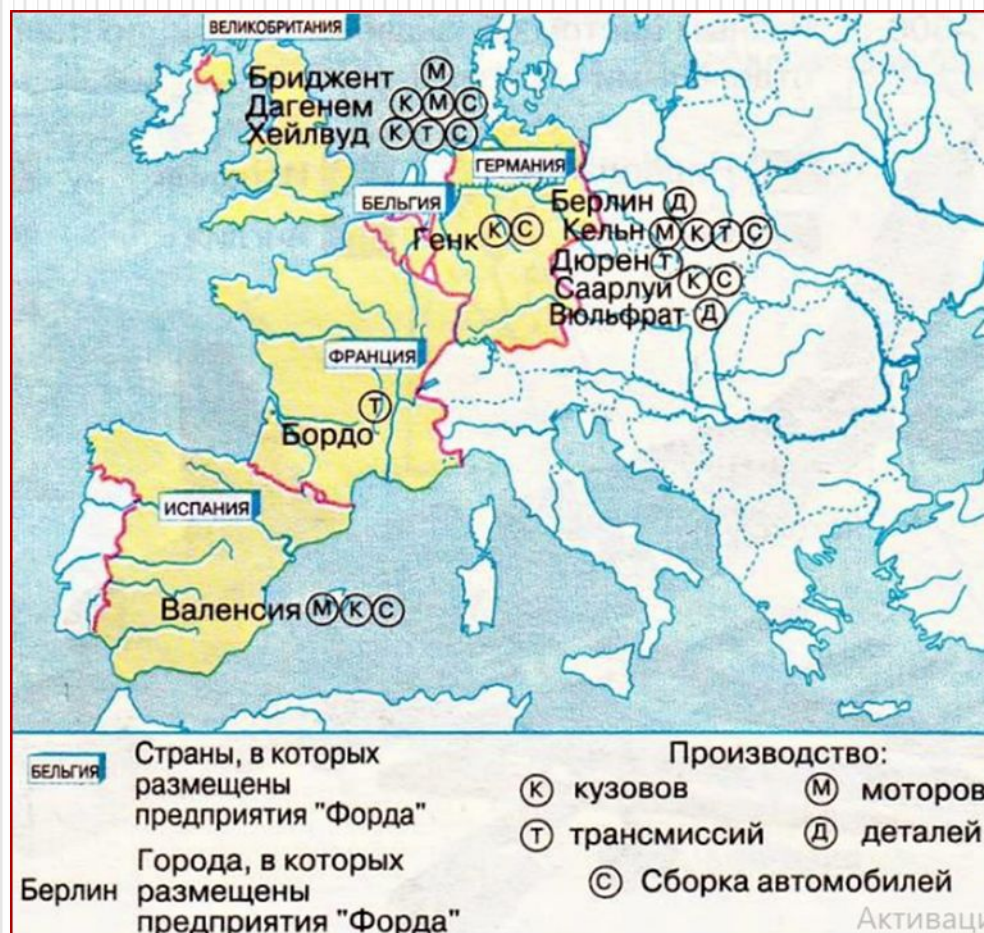 ВЕЛИКОБРИТАНИЯ
Бриджент М
Дагенем К М С
Хейлвуд К Т С
ГЕРМАНИЯ
БЕЛЬГИЯ
Генк К С
Берлин Д
Кельн М К Т С
Дюрен Т
Саарлуи К С
Вюльфрат Д
ФРАНЦИЯ
Т
Бордо
ИСПАНИЯ
Валенсия М К С
БЕЛЬГИЯ Страны, в которых
размещены
предприятия "Форда"
Берлин Города, в которых
размещены
предприятия "Форда"
Производство:
К кузовов М моторов
Т трансмиссий Д деталей
С Сборка автомобилей
Активаци